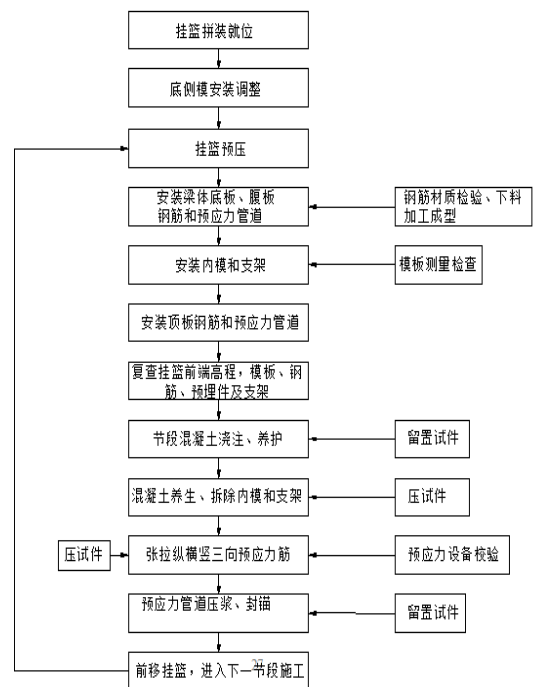 挂篮拼装就位
底侧模安装调整
挂篮预压
安装梁体底板、腹板
钢筋和预应力管道
钢筋材质检验、下料
加工成型
安装内模和支架
模板测量检查
安装顶板钢筋和预应力管道
复查挂篮前端高程，模板、钢
筋、预埋件及支架
节段混凝土浇注、养护
留置试件
混凝土养生、拆除内模和支架
压试件
压试件
张拉纵横竖三向预应力筋
预应力设备校验
预应力管道压浆、封锚
留置试件
前移挂篮，进入下一节段施工